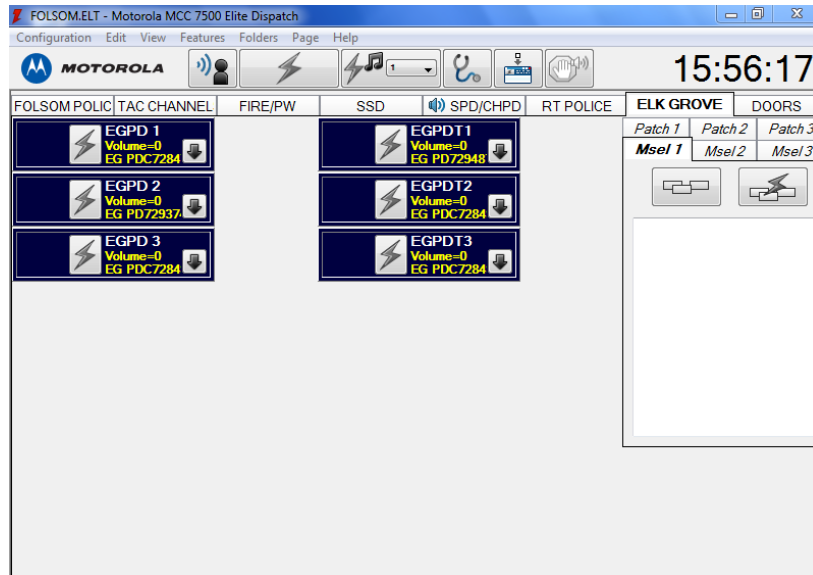 FOLSOM.ELT - Motorola MCC 7500 Elite Dispatch
Configuration Edit View Features Folders Page Help
MOTOROLA 1 15:56:17
FOLSOM POLIC TAC CHANNEL FIRE/PW SSD SPD/CHPD RT POLICE ELK GROVE DOORS
Patch 1 Patch 2 Patch 3
Msel 1 Msel 2 Msel 3
EGPD 1
Volume=0
EG PDC7284
EGPDT1
Volume=0
EG PD72948
EGPD 2
Volume=0
EG PD72937
EGPDT2
Volume=0
EG PDC7284
EGPD 3
Volume=0
EG PDC7284
EGPDT3
Volume=0
EG PDC7284